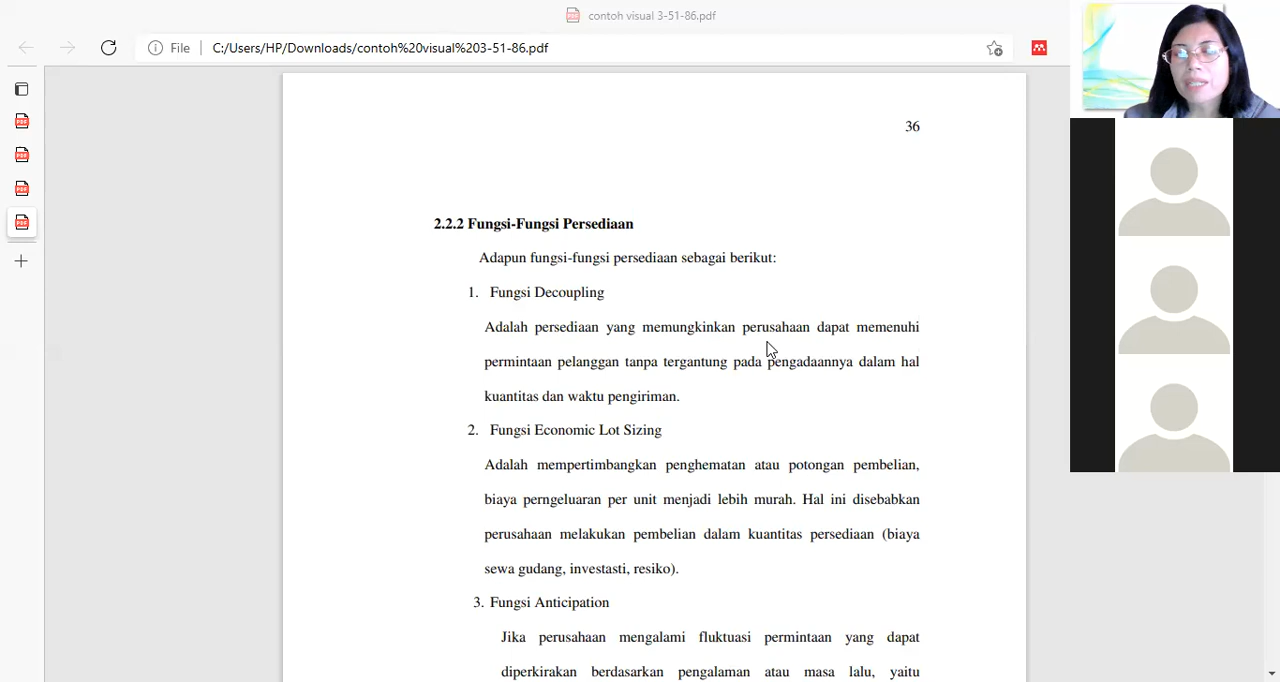 contoh visual 3-51-86.pdf
File
C:/Users/HP/Downloads/contoh%20visual%203-51-86.pdf
36
2.2.2 Fungsi-Fungsi Persediaan
Adapun fungsi-fungsi persediaan sebagai berikut:
1. Fungsi Decoupling
Adalah persediaan yang memungkinkan perusahaan dapat memenuhi
permintaan pelanggan tanpa tergantung pada pengadaannya dalam hal
kuantitas dan waktu pengiriman.
2. Fungsi Economic Lot Sizing
Adalah mempertimbangkan penghematan atau potongan pembelian,
biaya perngeluaran per unit menjadi lebih murah. Hal ini disebabkan
perusahaan melakukan pembelian dalam kuantitas persediaan (biaya
sewa gudang, investasti, resiko).
3. Fungsi Anticipation
Jika perusahaan mengalami fluktuasi permintaan yang dapat
diperkirakan berdasarkan pengalaman atau masa lalu, yaitu